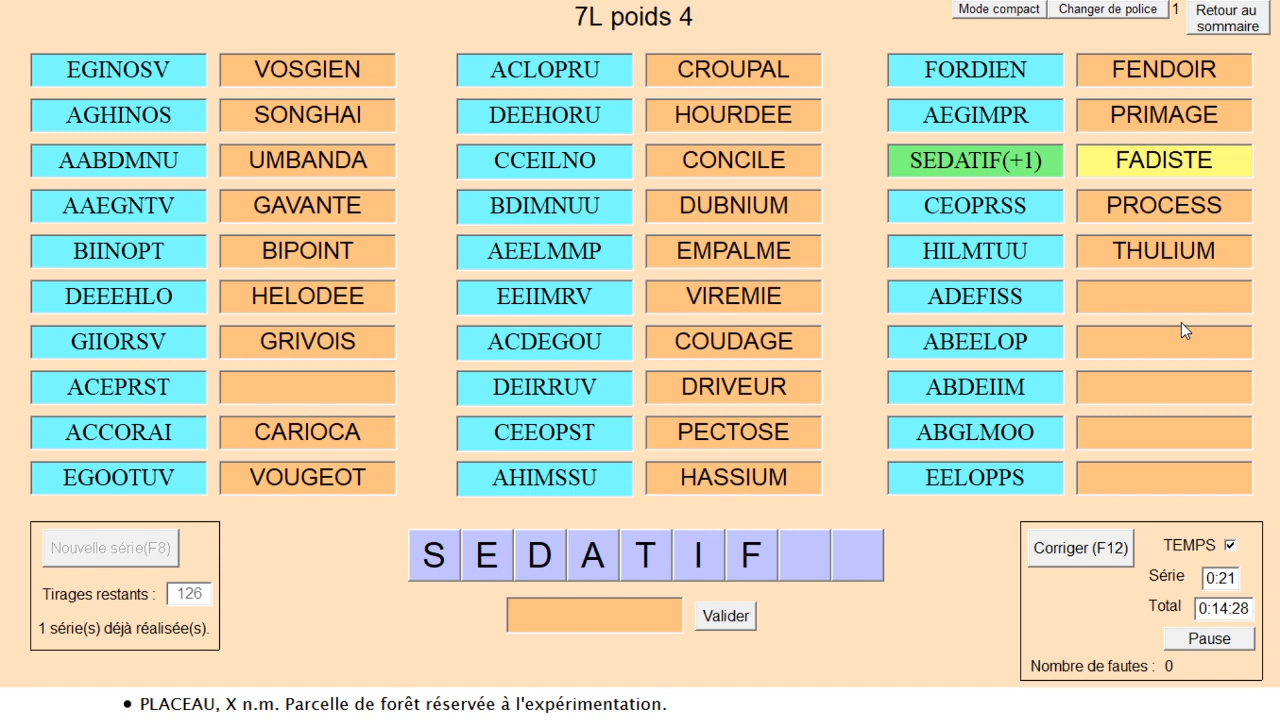 7L poids 4
Mode compact Changer de police 1 Retour au sommaire
EGINOSV VOSGIEN ACLOPRU CROUPAL FORDIEN FENDOIR
AGHINOS SONGHAI DEEHORU HOURDEE AEGIMPR PRIMAGE
AABDMNU UMBANDA CCEILNO CONCILE SEDATIF(+1) FADISTE
AAEGNTV GAVANTE BDIMNUU DUBNIUM CEOPRSS PROCESS
BIINOPT BIPOINT AEELMMP EMPALME HILMTUU THULIUM
DEEEHLO HELODEE EEIIMRV VIREMIE ADEFISS
GIIORSV GRIVOIS ACDEGOU COUDAGE ABEELOP
ACEPRST DEIRRUV DRIVEUR ABDEIIM
ACCORAI CARIOCA CEEOPST PECTOSE ABGLMOO
EGOOTUV VOUGEOT AHIMSSU HASSIUM EELOPPS
Nouvelle série(F8)
Tirages restants : 126
1 série(s) déjà réalisée(s).
S E D A T I F
Valider
Corriger (F12) TEMPS
Série 0:21
Total 0:14:28
Pause
Nombre de fautes : 0
• PLACEAU, X n.m. Parcelle de forêt réservée à l'expérimentation.